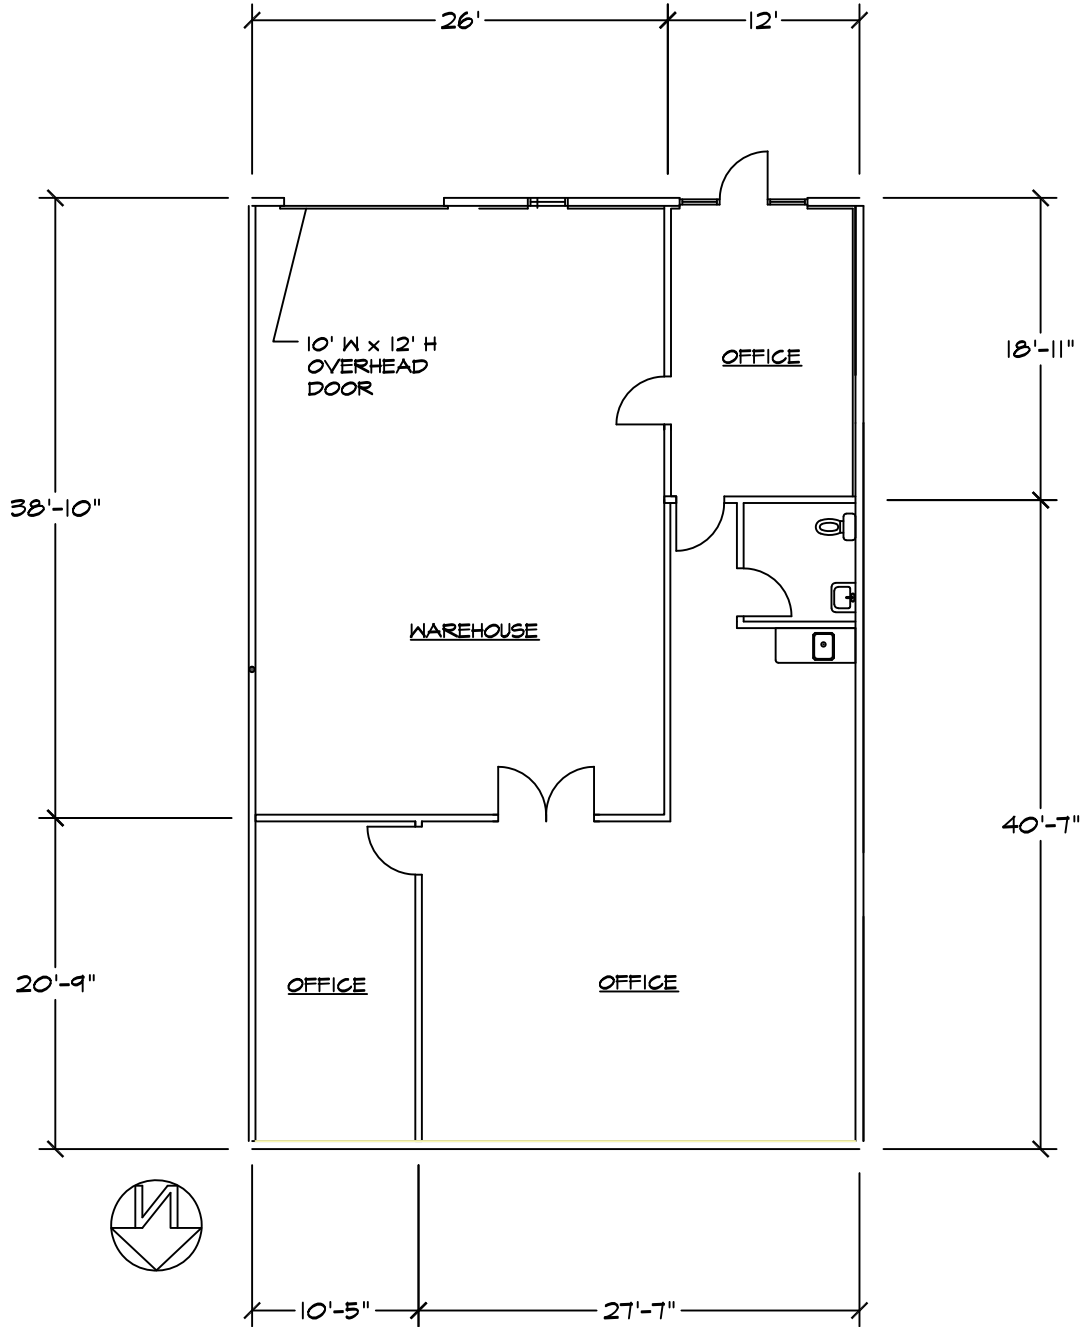 26' 12'
10' W x 12' H
OVERHEAD
DOOR
OFFICE
18'-11"
38'-10"
WAREHOUSE
40'-7"
20'-9"
OFFICE
OFFICE
N
10'-5" 27'-7"